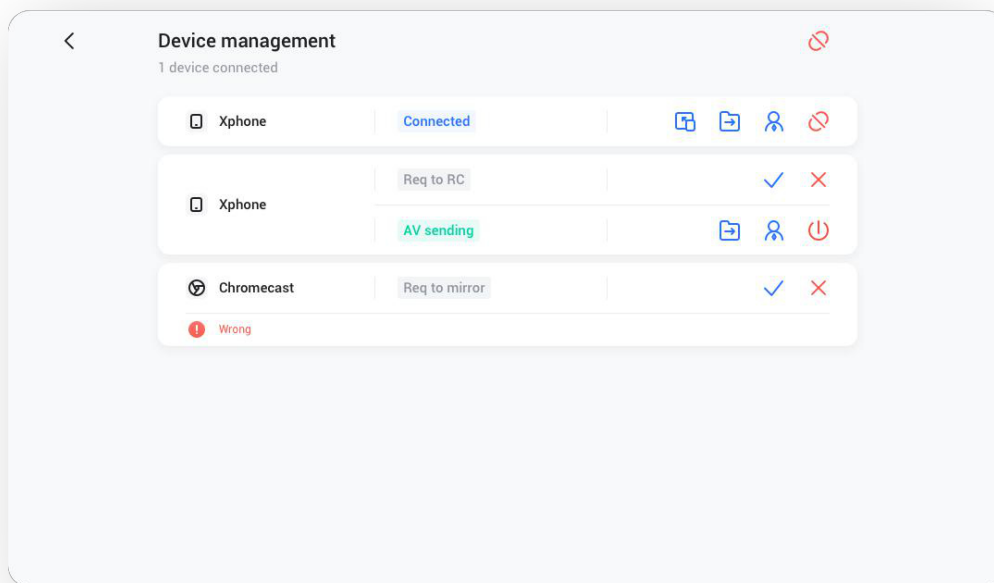 Device management
1 device connected
Xphone Connected
Req to RC
Xphone
AV sending
Chromecast Req to mirror
Wrong